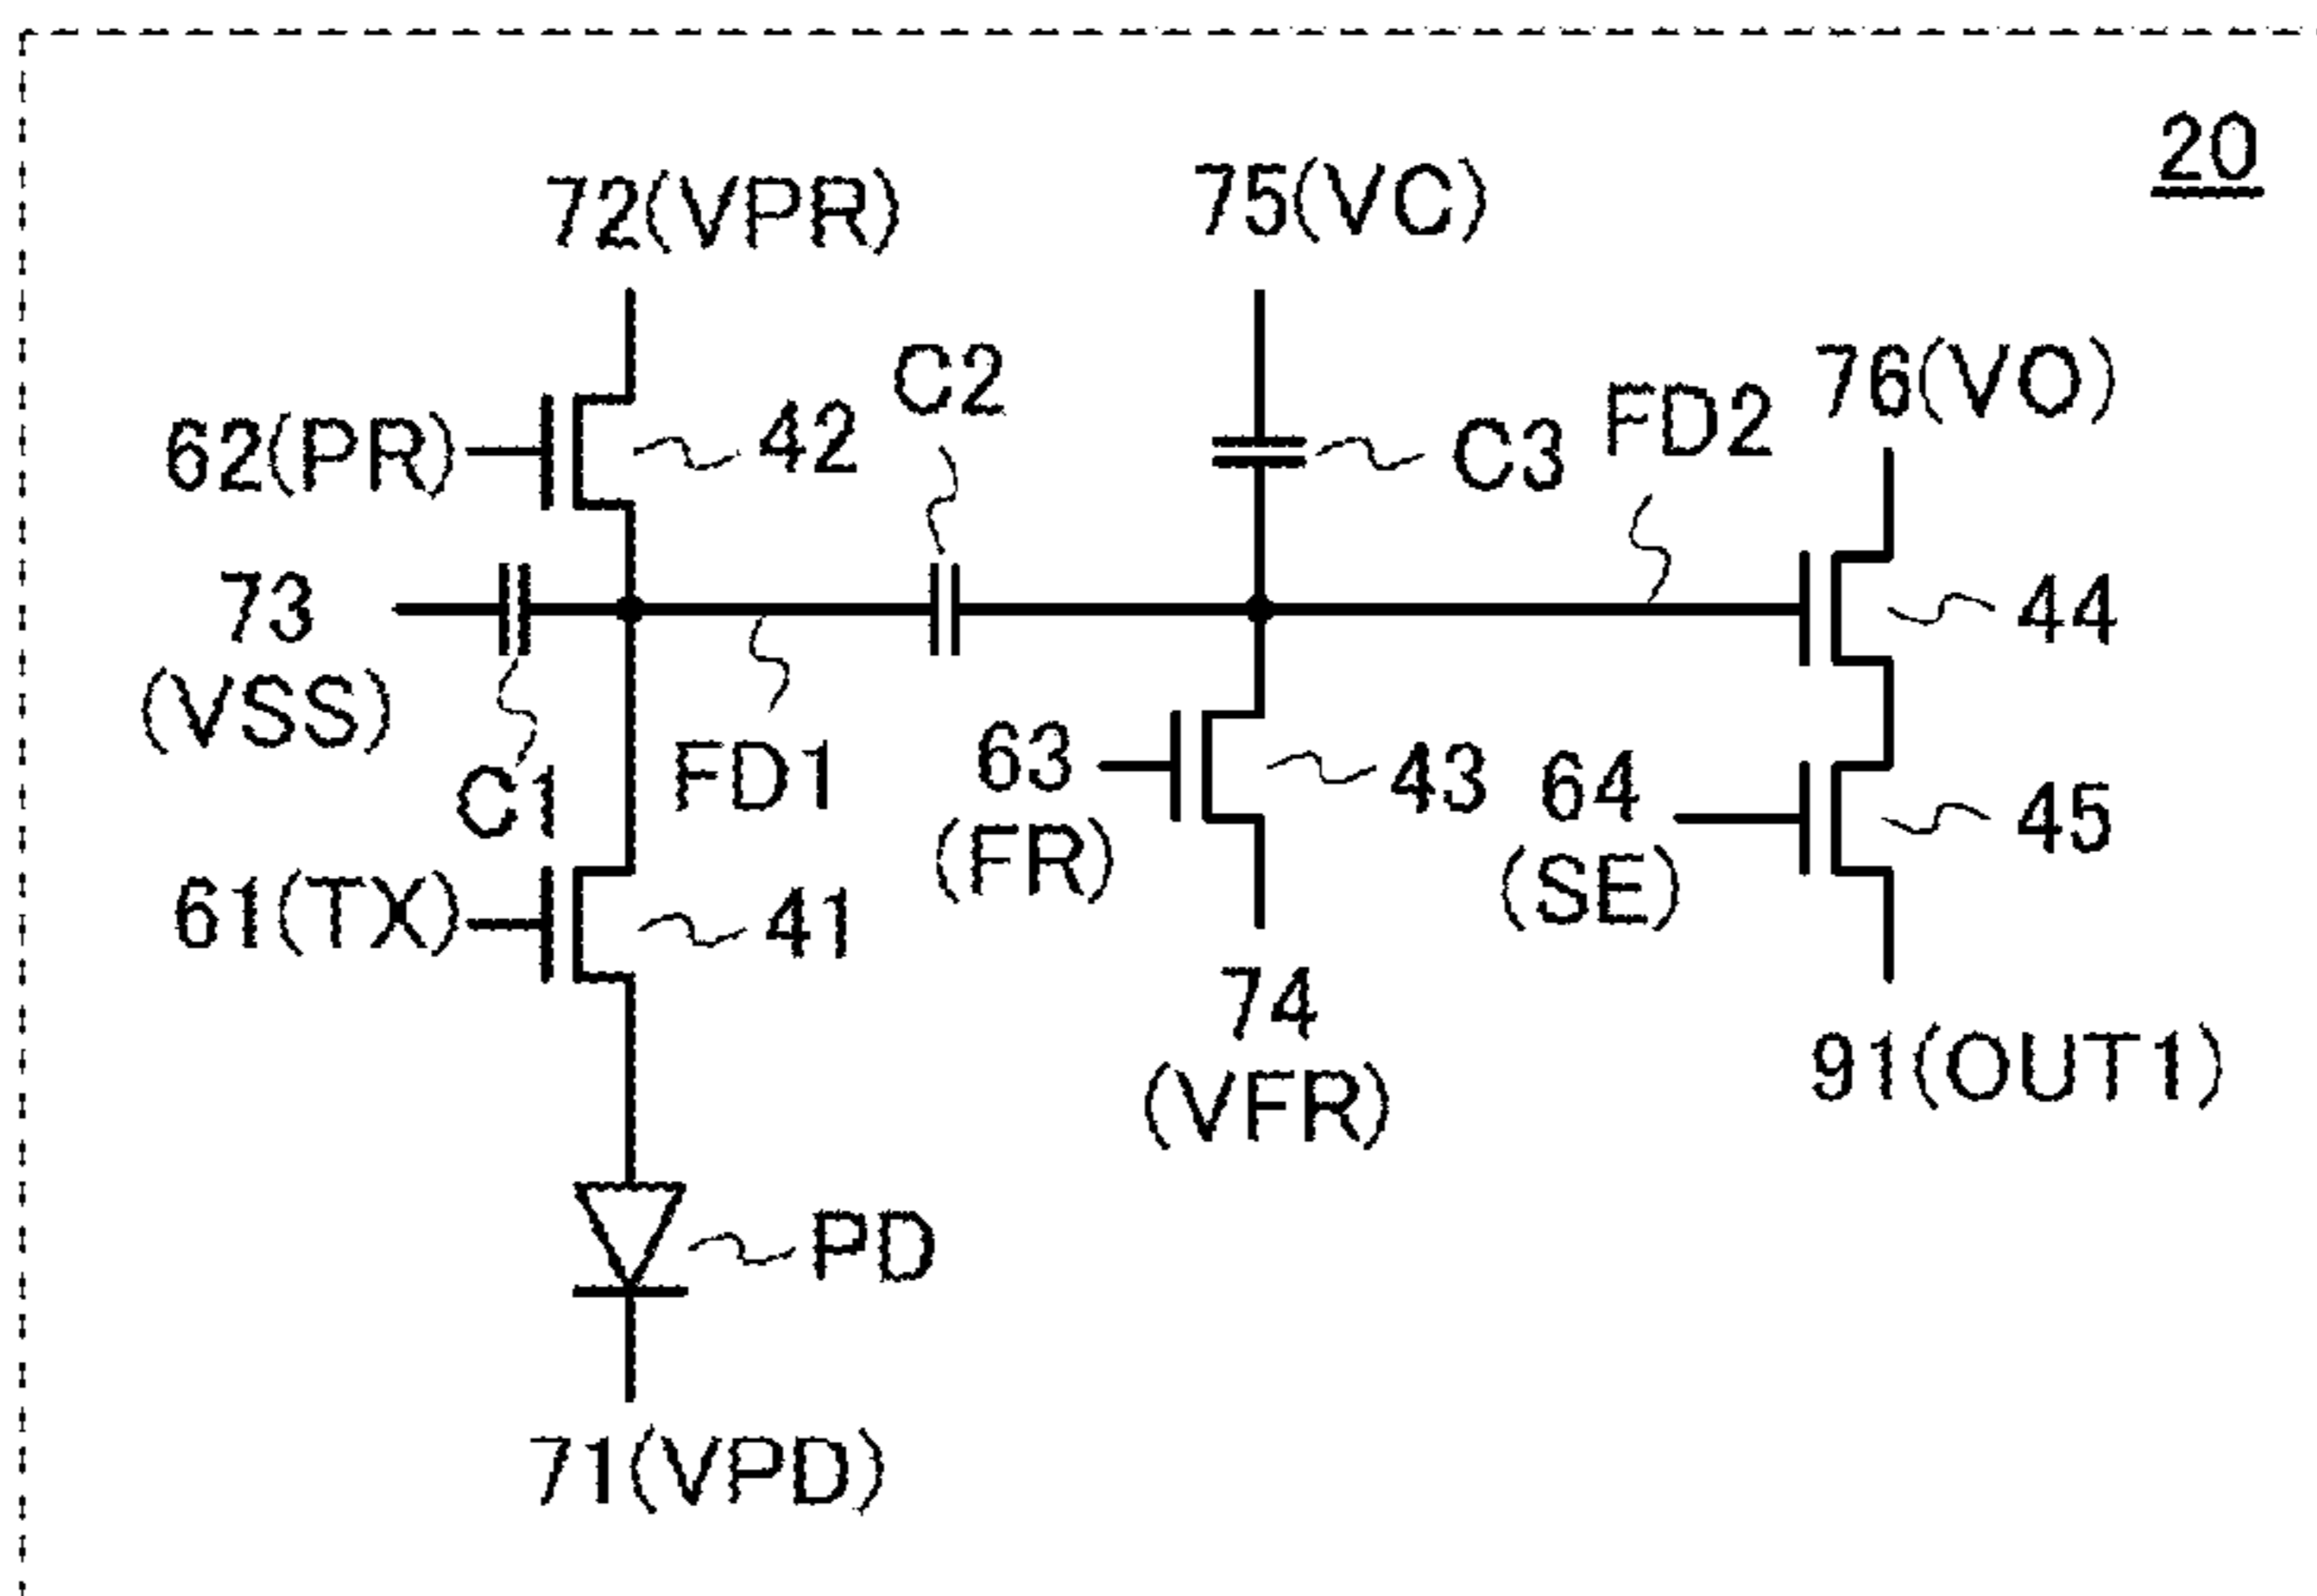 20
72(VPR)
75(VC)
C2
76(VO)
62(PR)
42
C3
FD2
73
(VSS)
44
C1
FD1
63
(FR)
43
64
(SE)
45
61(TX)
41
74
(VFR)
91(OUT1)
PD
71(VPD)